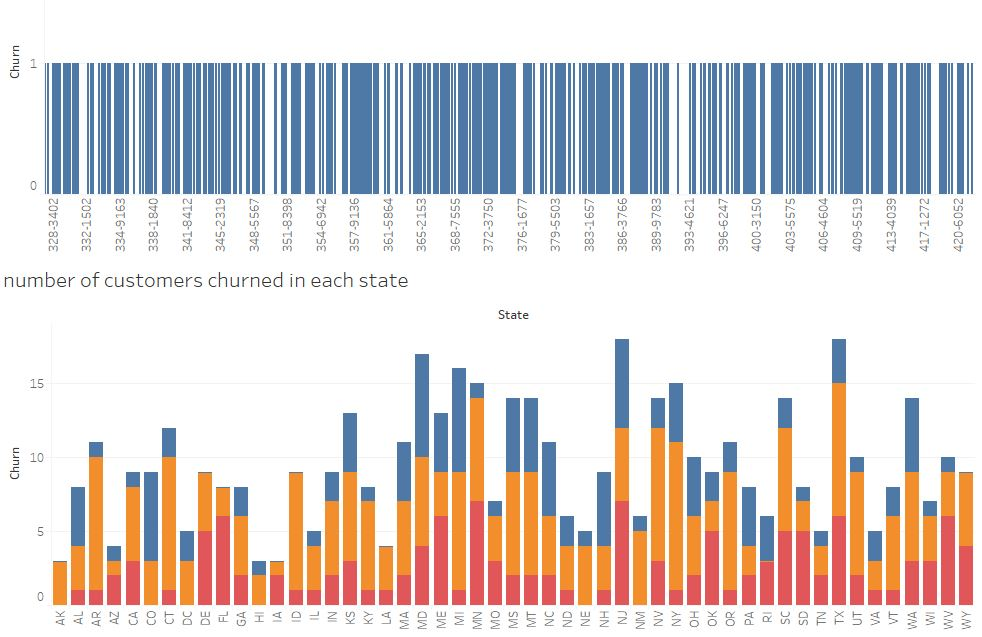 Churn
1
0
328-3402
332-1502
334-9163
338-1840
341-8412
345-2319
348-5567
351-8398
354-6942
357-9136
361-5864
365-2153
368-7555
372-3750
376-1677
379-5503
383-1657
386-3766
389-9783
393-4621
396-6247
400-3150
403-5575
406-4604
409-5519
413-4039
417-1272
420-6052
number of customers churned in each state
State
Churn
15
10
5
0
AK
AL
AR
AZ
CA
CO
CT
DC
DE
FL
GA
HI
IA
ID
IL
IN
KS
KY
LA
MA
MD
ME
MI
MN
MO
MS
MT
NC
ND
NE
NH
NJ
NM
NV
NY
OH
OK
OR
PA
RI
SC
SD
TN
TX
UT
VA
VT
WA
WI
WV
WY